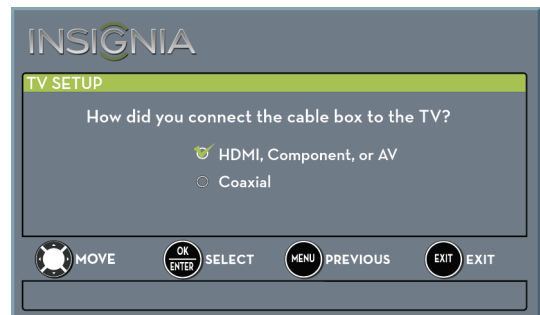 INSIGNIA
TV SETUP
How did you connect the cable box to the TV?
HDMI, Component, or AV
Coaxial
MOVE OK ENTER SELECT MENU PREVIOUS EXIT EXIT